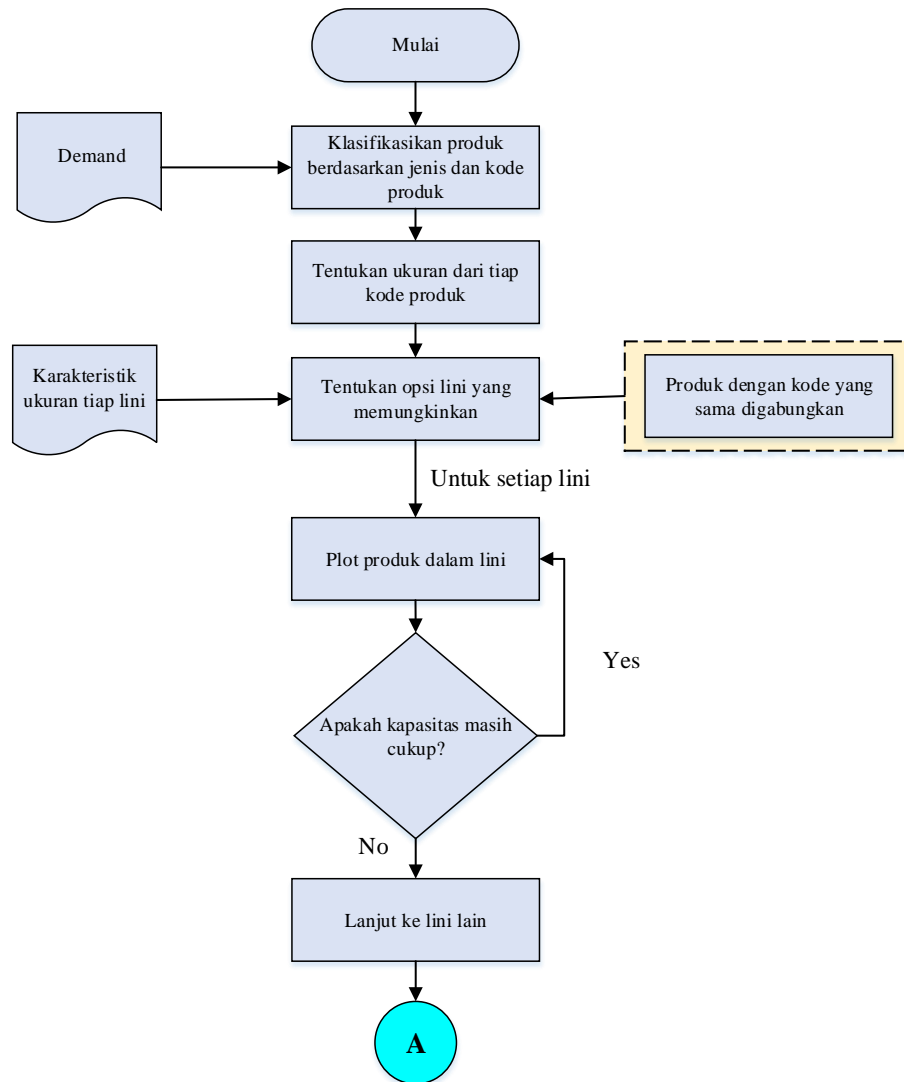 Mulai
Demand
Klasifikasikan produk
berdasarkan jenis dan kode
produk
Tentukan ukuran dari tiap
kode produk
Karakteristik
ukuran tiap lini
Tentukan opsi lini yang
memungkinkan
Produk dengan kode yang
sama digabungkan
Untuk setiap lini
Plot produk dalam lini
Yes
Apakah kapasitas masih
cukup?
No
Lanjut ke lini lain
A